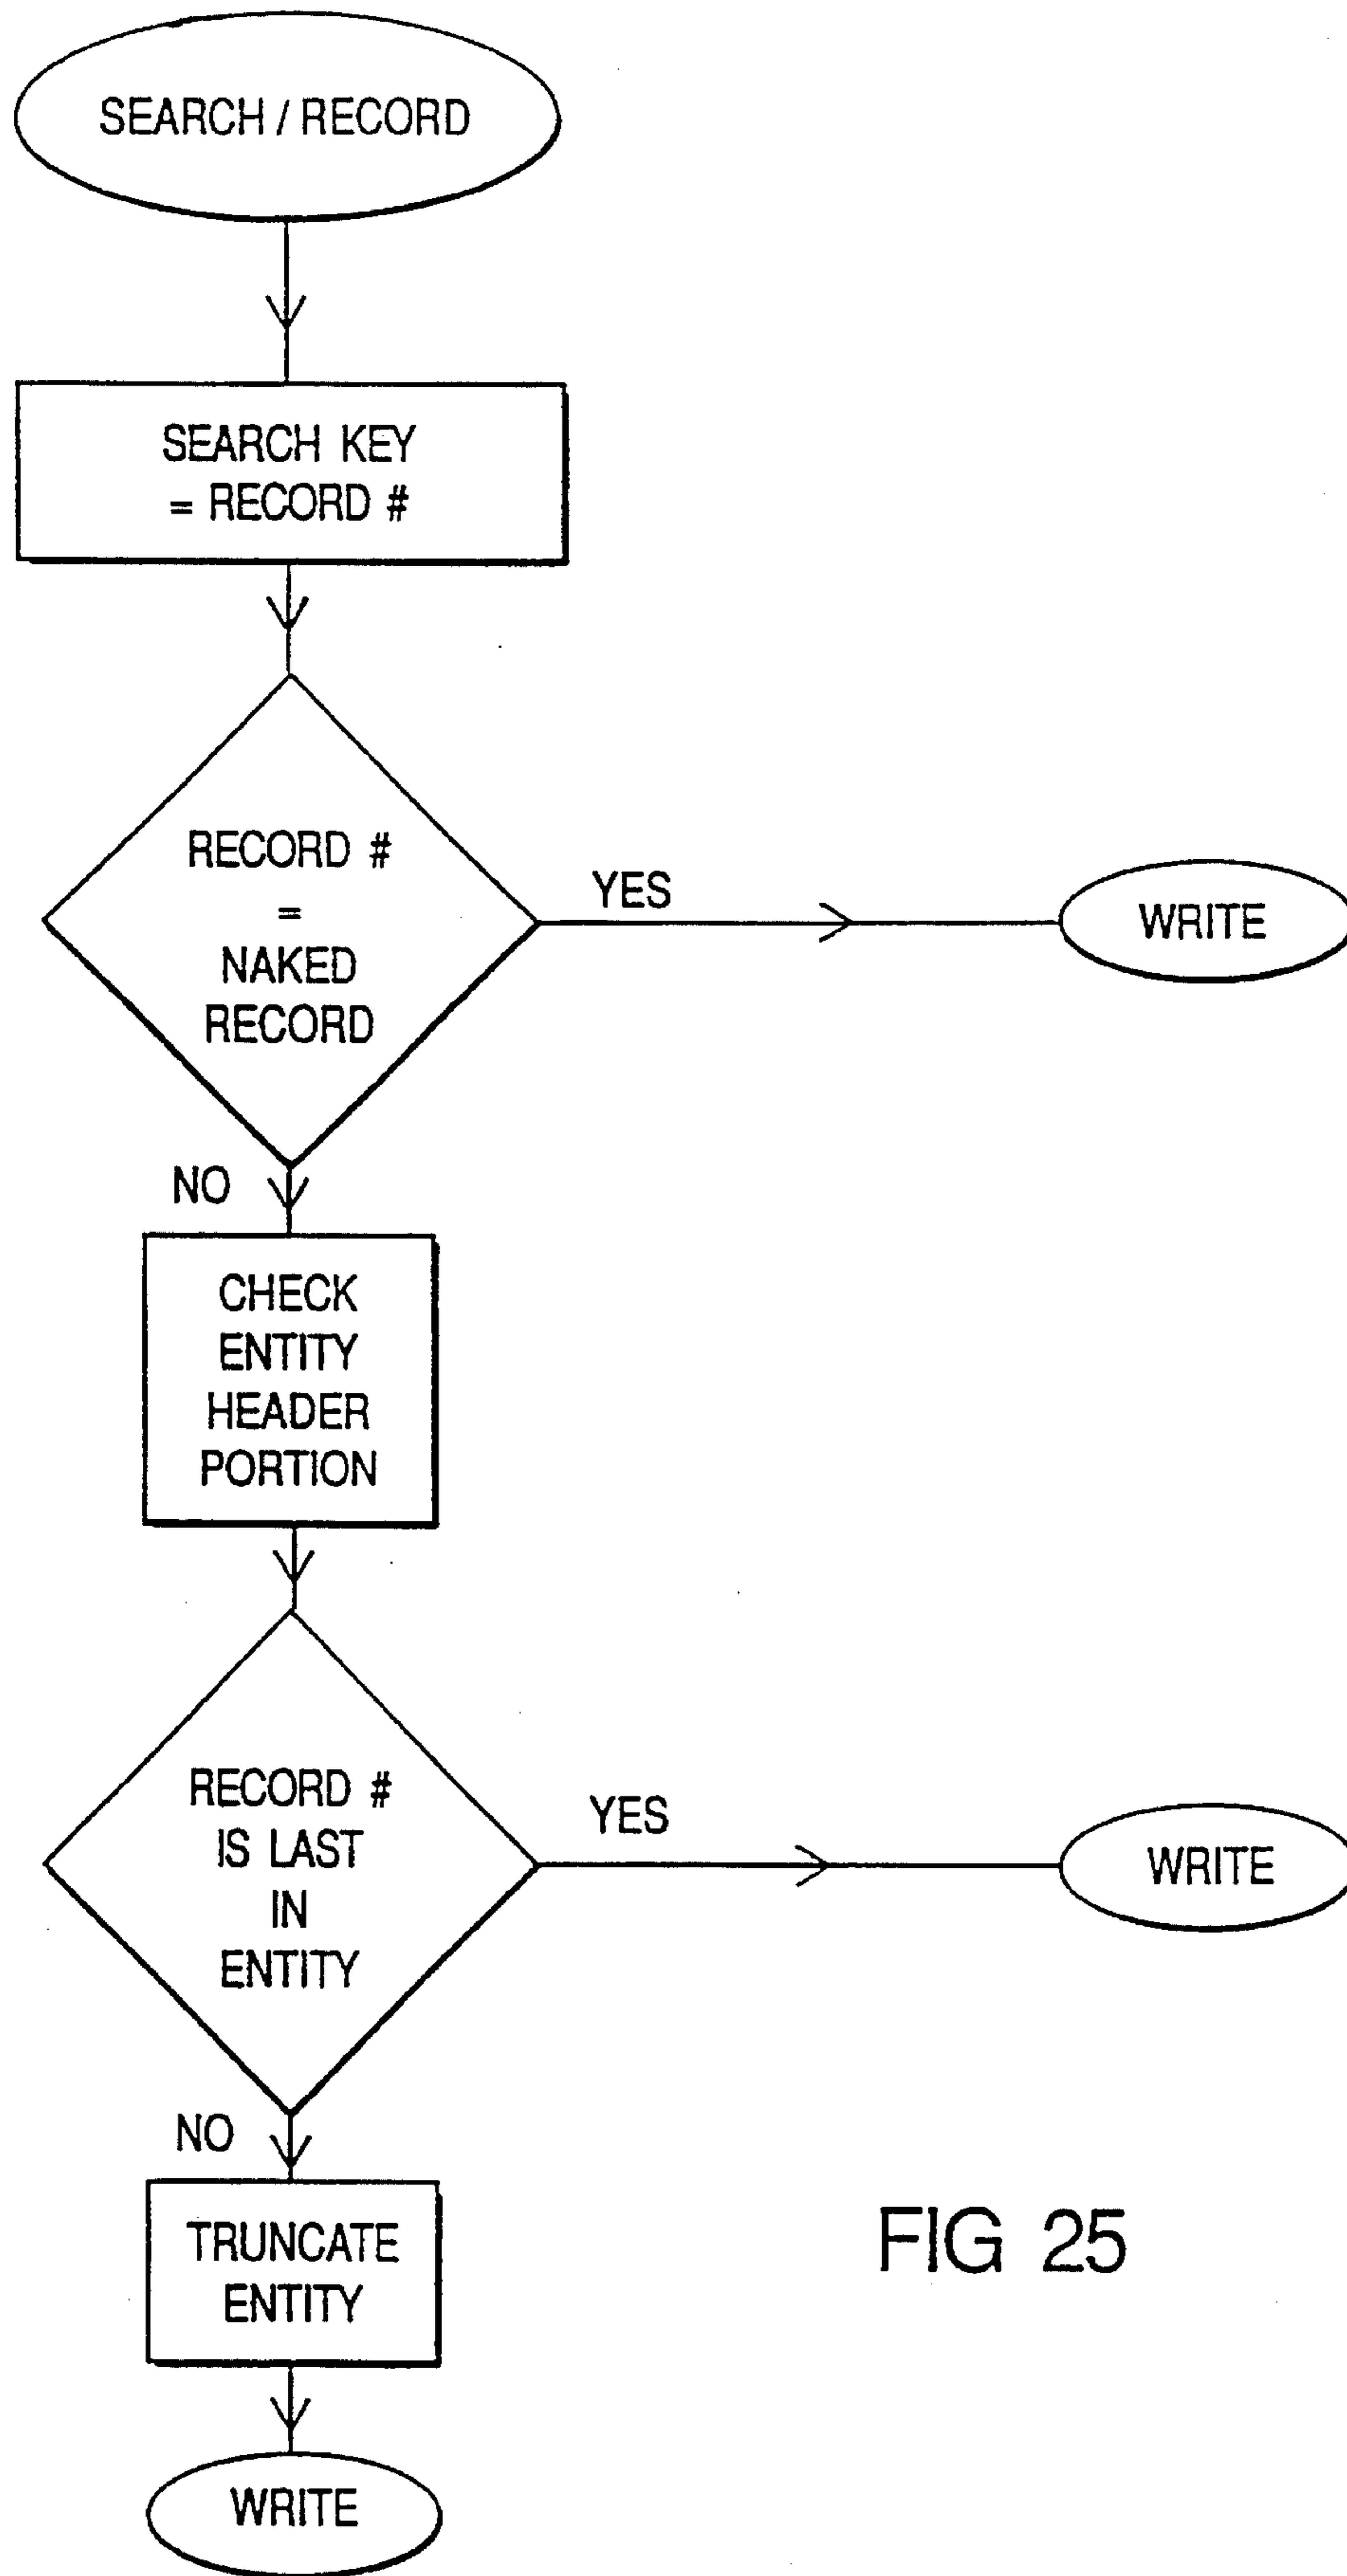 SEARCH / RECORD
SEARCH KEY
= RECORD #
RECORD #
=
NAKED
RECORD
YES
WRITE
NO
CHECK
ENTITY
HEADER
PORTION
RECORD #
IS LAST
IN
ENTITY
YES
WRITE
NO
TRUNCATE
ENTITY
WRITE
FIG 25